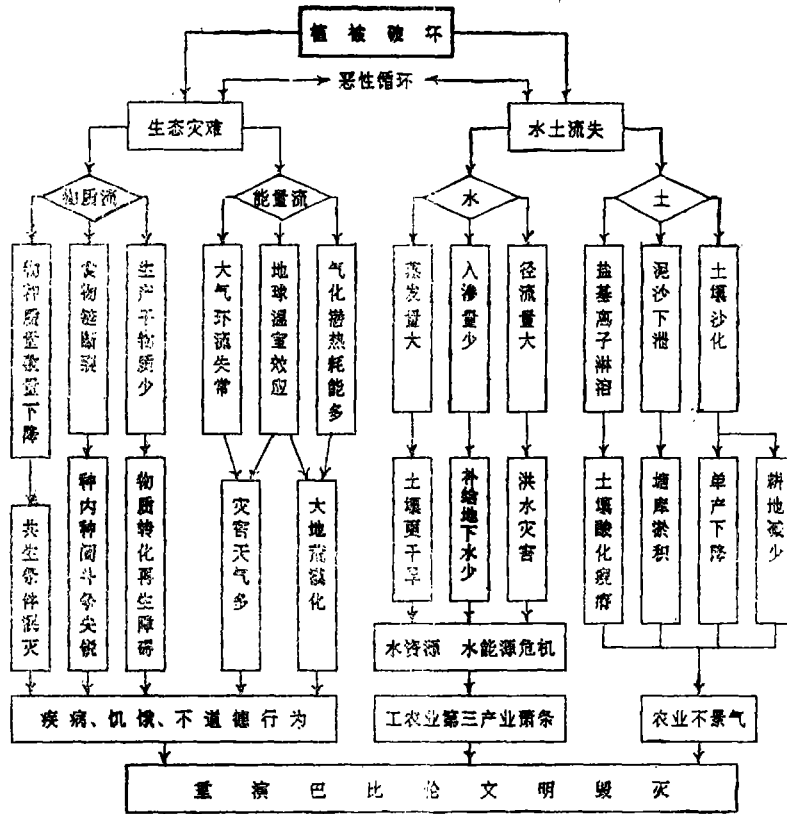 植被破坏
恶性循环
生态灾难
水土流失
物质流
能量流
水
土
物种质量数量下降
食物链断裂
生产干物质少
大气环流失常
地球温室效应
气化潜热耗能多
蒸发量大
入渗量少
径流量大
盐基离子淋溶
泥沙下泄
土壤沙化
共生条件泯灭
种内种间斗争尖锐
物质转化再生障碍
灾害天气多
大地荒漠化
土壤更干旱
补给地下水少
洪水灾害
土壤酸化瘠
塘库淤积
单产下降
耕地减少
水资源 水能源危机
疾病、饥饿、不道德行为
工农业第三产业萧条
农业不景气
重演巴比伦文明毁灭